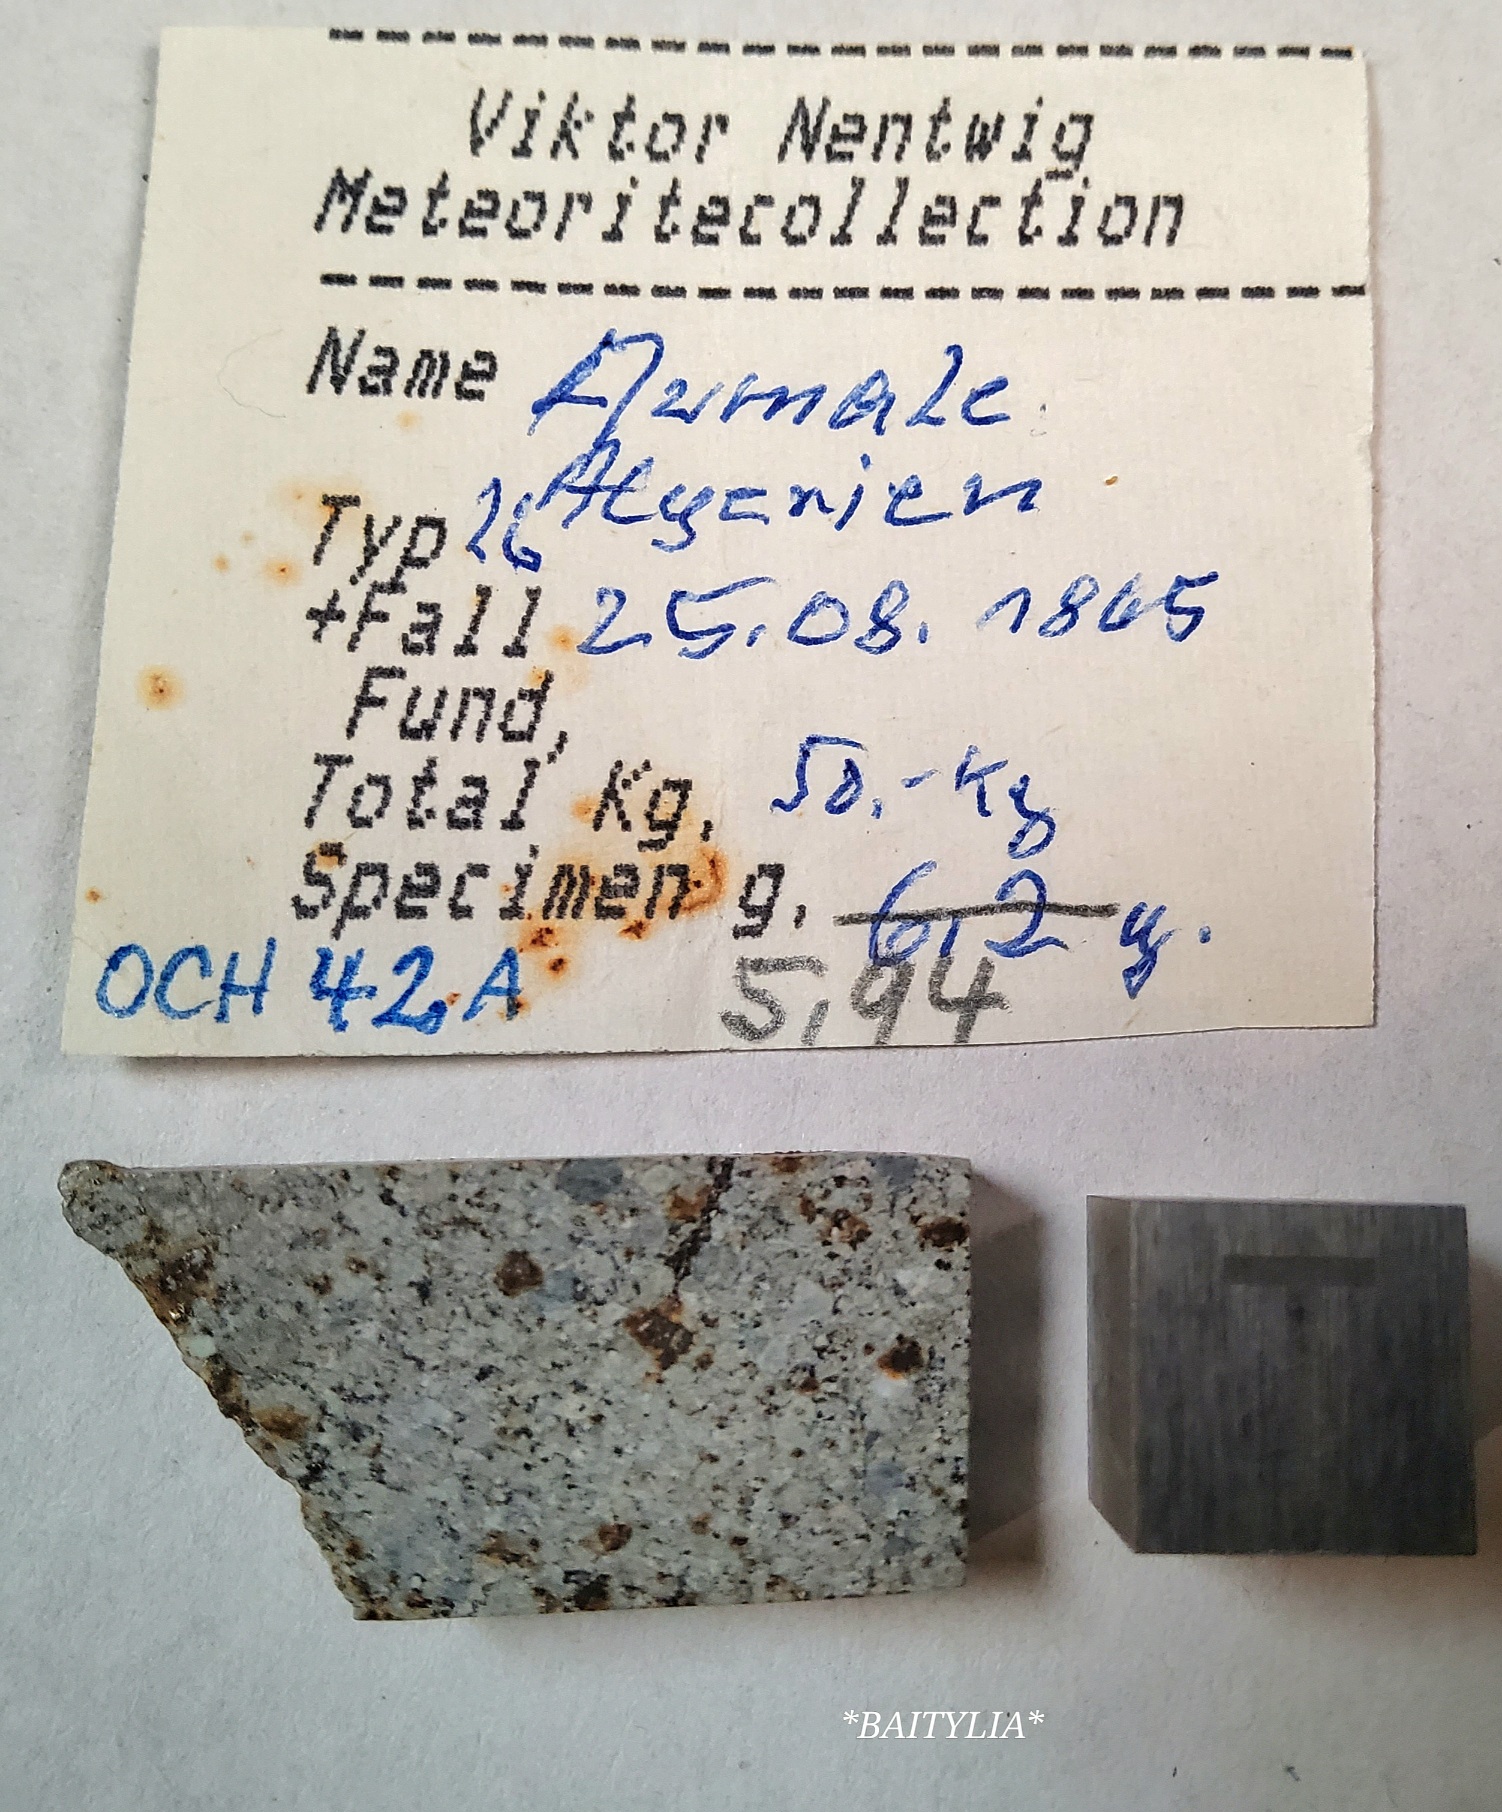 Viktor Nentwig
Meteoritecollection
Name Aumale
Algerien
Typ L6
+Fall 25.08.1865
Fund,
Total Kg. 50.- Kg
Specimen g. 6,2 g.
OCH 42.A 5,94
*BAITYLIA*